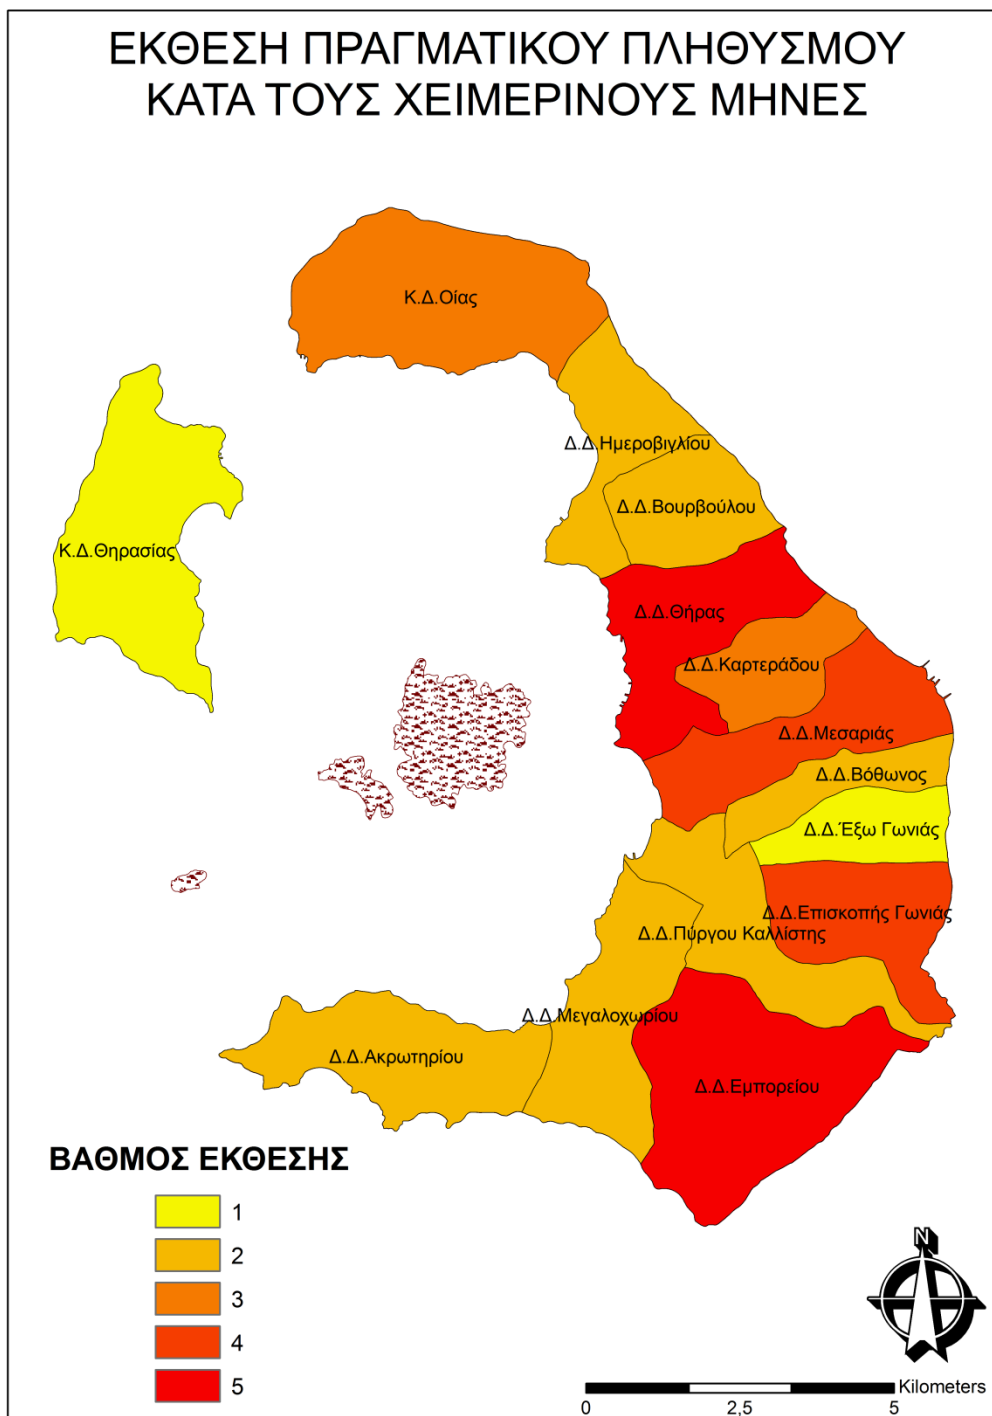 ΕΚΘΕΣΗ ΠΡΑΓΜΑΤΙΚΟΥ ΠΛΗΘΥΣΜΟΥ
ΚΑΤΑ ΤΟΥΣ ΧΕΙΜΕΡΙΝΟΥΣ ΜΗΝΕΣ
Κ.Δ.Οίας
Δ.Δ.Ημεροβιγλίου
Δ.Δ.Βουρβούλου
Κ.Δ.Θηρασίας
Δ.Δ.Θήρας
Δ.Δ.Καρτεράδου
Δ.Δ.Μεσαριάς
Δ.Δ.Βόθωνος
Δ.Δ.Έξω Γωνιάς
Δ.Δ.Επισκοπής Γωνιάς
Δ.Δ.Πύργου Καλλίστης
Δ.Δ.Μεγαλοχωρίου
Δ.Δ.Ακρωτηρίου
Δ.Δ.Εμπορείου
ΒΑΘΜΟΣ ΕΚΘΕΣΗΣ
1
2
3
4
5
N
Kilometers
0 2,5 5